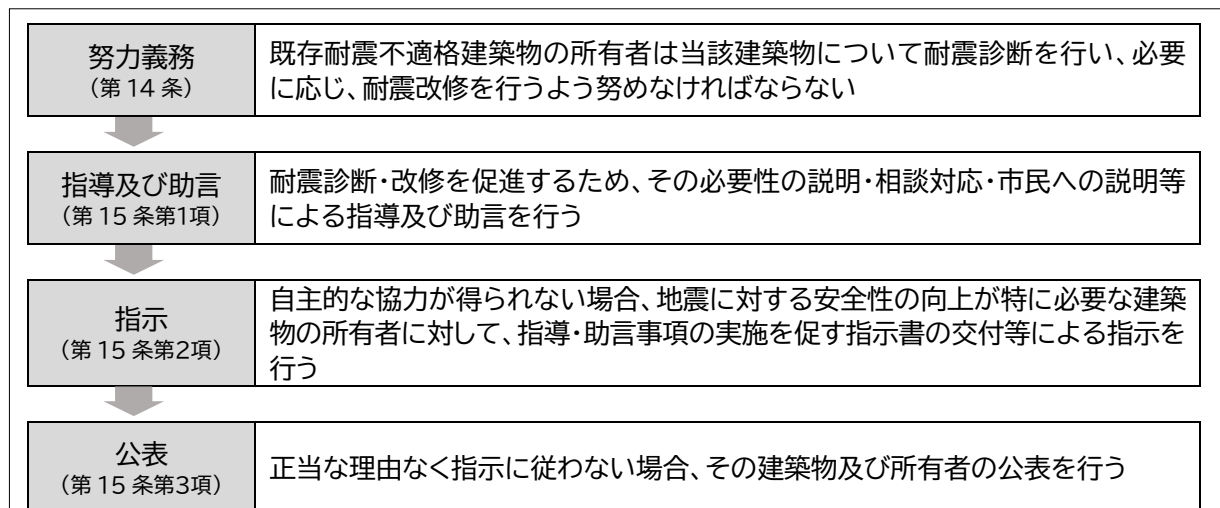 努力義務
（第 14 条）
既存耐震不適格建築物の所有者は当該建築物について耐震診断を行い、必要
に応じ、耐震改修を行うよう努めなければならない
指導及び助言
（第 15 条第1項）
耐震診断・改修を促進するため、その必要性の説明・相談対応・市民への説明等
による指導及び助言を行う
指示
（第 15 条第2項）
自主的な協力が得られない場合、地震に対する安全性の向上が特に必要な建築
物の所有者に対して、指導・助言事項の実施を促す指示書の交付等による指示を
行う
公表
（第 15 条第3項）
正当な理由なく指示に従わない場合、その建築物及び所有者の公表を行う